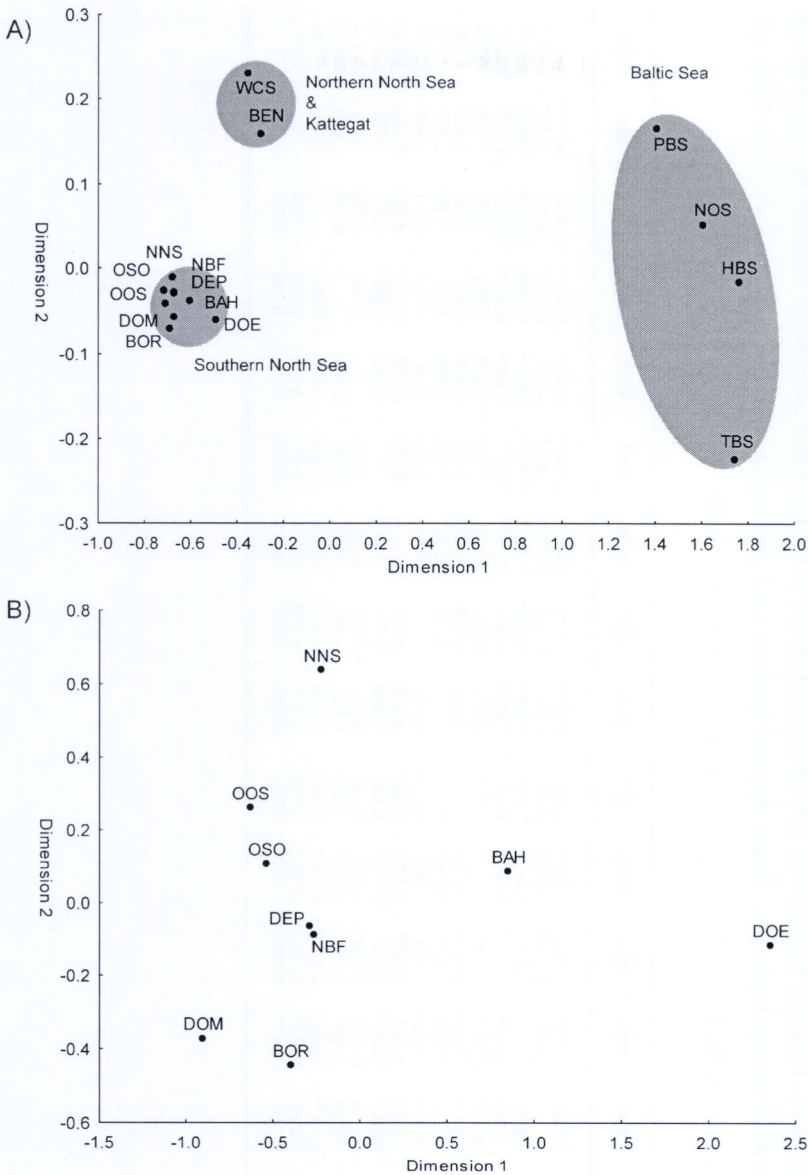 A)
0.3
0.2
0.1
0.0
-0.1
-0.2
-0.3
Dimension 2
WCS
BEN
Northern North Sea
&
Kattegat
Baltic Sea
PBS
NOS
HBS
TBS
NNS
NBF
OSO
DEP
OOS
BAH
DOM
DOE
BOR
Southern North Sea
-1.0 -0.8 -0.6 -0.4 -0.2 0.0 0.2 0.4 0.6 0.8 1.0 1.2 1.4 1.6 1.8 2.0
Dimension 1
B)
0.8
0.6
0.4
0.2
0.0
-0.2
-0.4
-0.6
Dimension 2
NNS
OOS
OSO
BAH
DEP
NBF
DOE
DOM
BOR
-1.5 -1.0 -0.5 0.0 0.5 1.0 1.5 2.0 2.5
Dimension 1